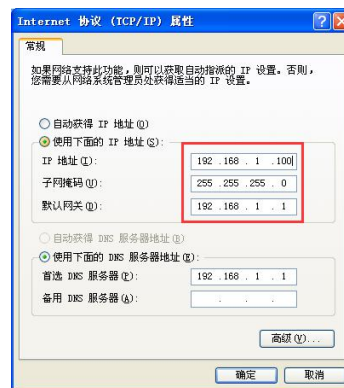 Internet 协议 (TCP/IP) 属性
常规
如果网络支持此功能，则可以获取自动指派的 IP 设置。否则，
您需要从网络系统管理员处获得适当的 IP 设置。
自动获得 IP 地址(O)
使用下面的 IP 地址(S):
IP 地址(I): 192 .168 . 1 .100
子网掩码(U): 255 .255 .255 . 0
默认网关(D): 192 .168 . 1 . 1
自动获得 DNS 服务器地址(B)
使用下面的 DNS 服务器地址(E):
首选 DNS 服务器(P): 192 .168 . 1 . 1
备用 DNS 服务器(A): . . .
高级(V)...
确定 取消